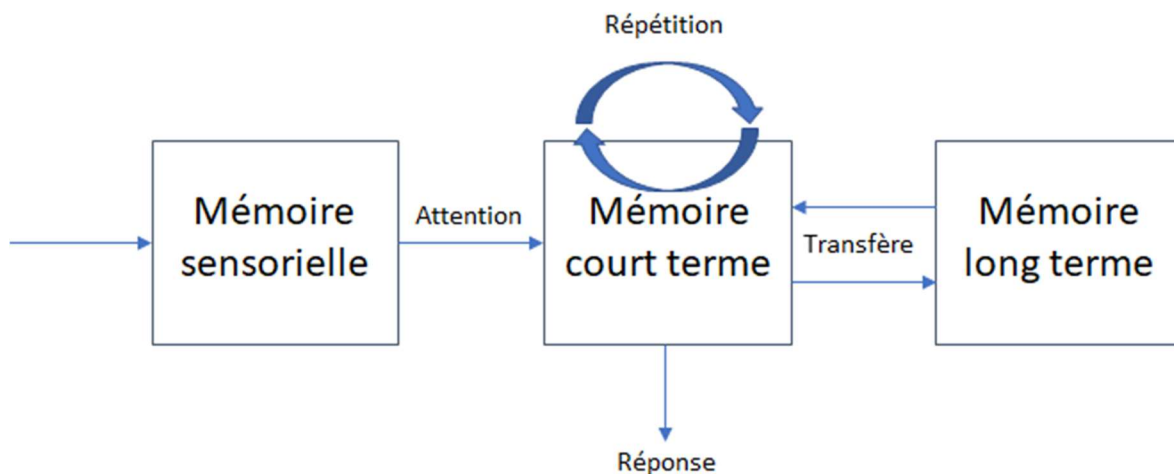 Répétition
Mémoire
sensorielle
Attention
Mémoire
court terme
Transfère
Mémoire
long terme
Réponse